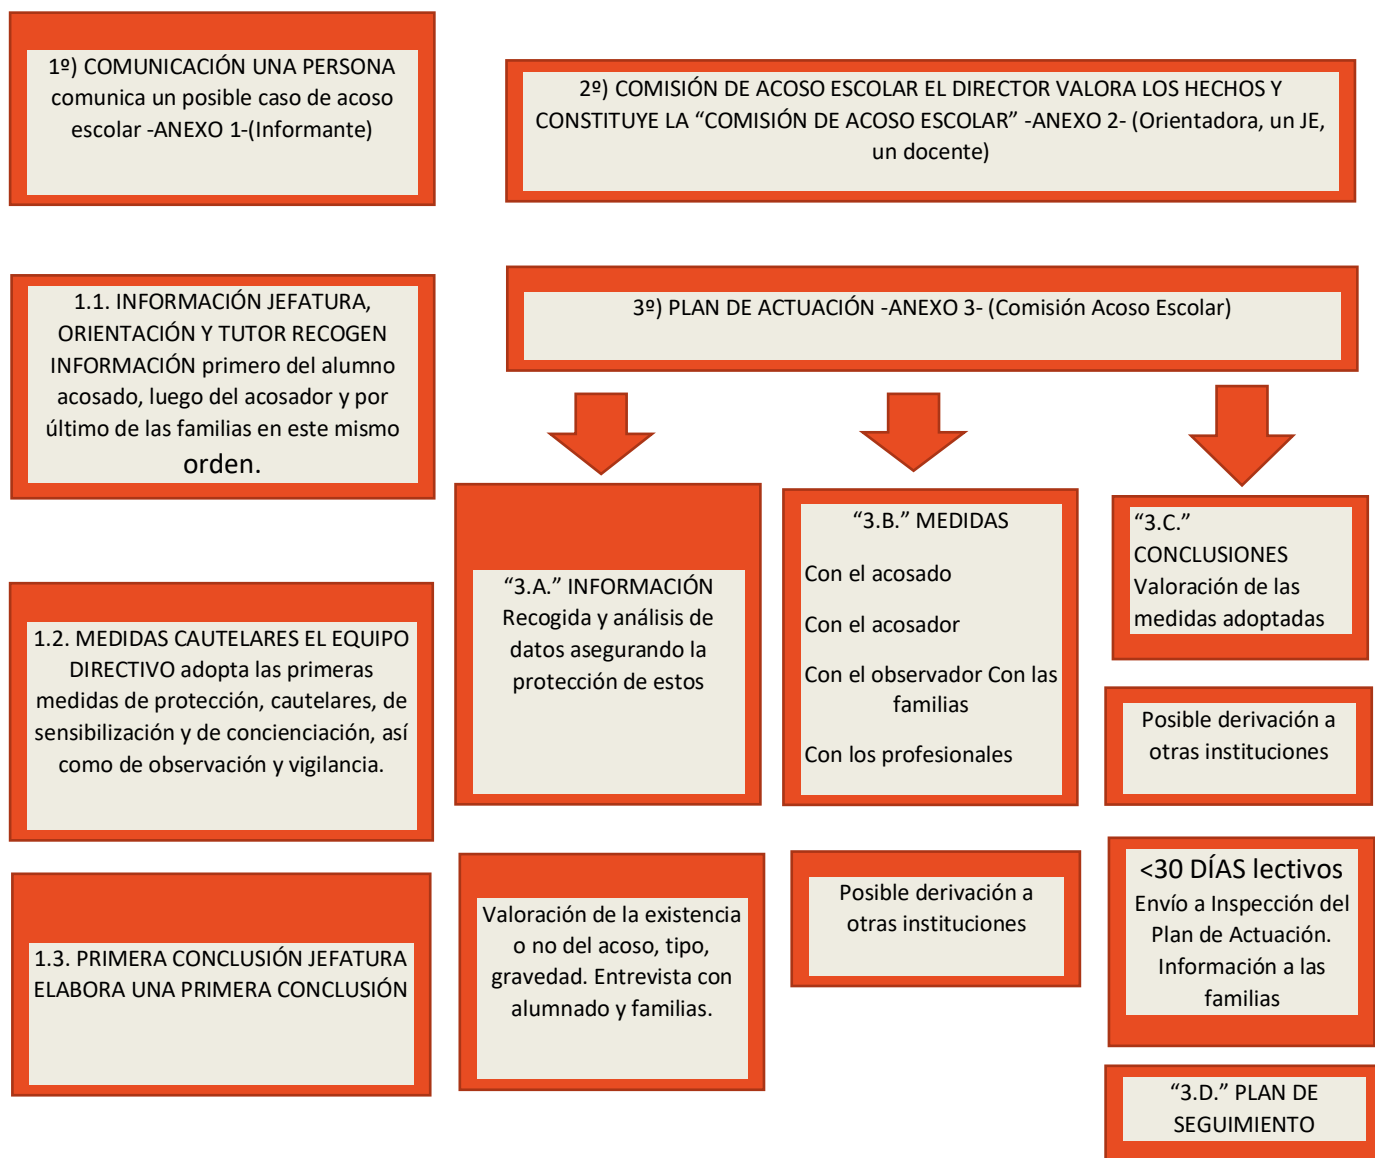 1º) COMUNICACIÓN UNA PERSONA
comunica un posible caso de acoso
escolar -ANEXO 1-(Informante)
2º) COMISIÓN DE ACOSO ESCOLAR EL DIRECTOR VALORA LOS HECHOS Y
CONSTITUYE LA “COMISIÓN DE ACOSO ESCOLAR” -ANEXO 2- (Orientadora, un JE,
un docente)
1.1. INFORMACIÓN JEFATURA,
ORIENTACIÓN Y TUTOR RECOGEN
INFORMACIÓN primero del alumno
acosado, luego del acosador y por
último de las familias en este mismo
orden.
3º) PLAN DE ACTUACIÓN -ANEXO 3- (Comisión Acoso Escolar)
1.2. MEDIDAS CAUTELARES EL EQUIPO
DIRECTIVO adopta las primeras
medidas de protección, cautelares, de
sensibilización y de concienciación, así
como de observación y vigilancia.
1.3. PRIMERA CONCLUSIÓN JEFATURA
ELABORA UNA PRIMERA CONCLUSIÓN
“3.A.” INFORMACIÓN
Recogida y análisis de
datos asegurando la
protección de estos
Valoración de la existencia
o no del acoso, tipo,
gravedad. Entrevista con
alumnado y familias.
“3.B.” MEDIDAS
Con el acosado
Con el acosador
Con el observador Con las
familias
Con los profesionales
Posible derivación a
otras instituciones
“3.C.”
CONCLUSIONES
Valoración de las
medidas adoptadas
Posible derivación a
otras instituciones
<30 DÍAS lectivos
Envío a Inspección del
Plan de Actuación.
Información a las
familias
“3.D.” PLAN DE
SEGUIMIENTO